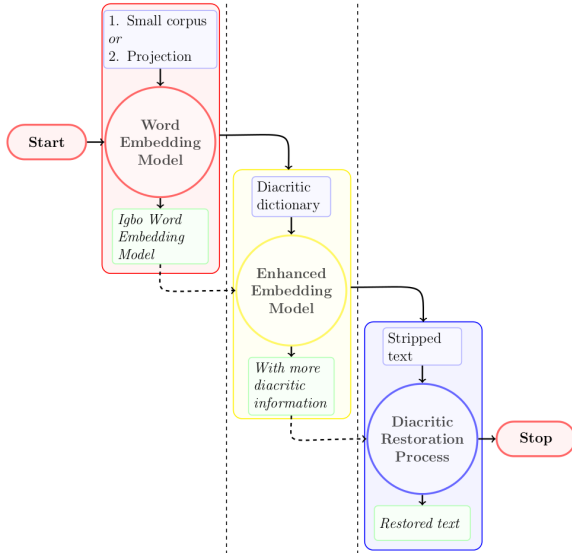 1. Small corpus
or
2. Projection
Start
Word
Embedding
Model
Igbo Word
Embedding
Model
Diacritic
dictionary
Enhanced
Embedding
Model
With more
diacritic
information
Stripped
text
Diacritic
Restoration
Process
Stop
Restored text